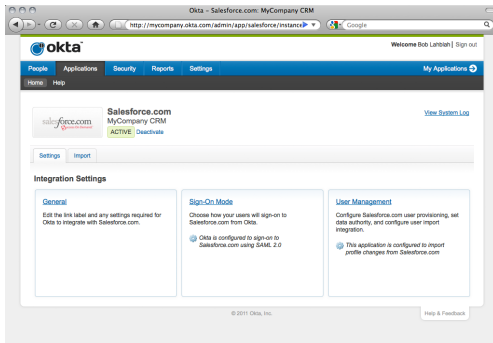 Okta – Salesforce.com: MyCompany CRM
http://mycompany.okta.com/admin/app/salesforce/instance
Google
okta
Welcome Bob Lahblah | Sign out
People Applications Security Reports Settings My Applications
Home Help
salesforce.com
Salesforce.com
MyCompany CRM
ACTIVE Deactivate
View System Log
Settings Import
Integration Settings
General
Edit the link label and any settings required for
Okta to integrate with Salesforce.com.
Sign-On Mode
Choose how your users will sign-on to
Salesforce.com from Okta.
Okta is configured to sign-on to
Salesforce.com using SAML 2.0
User Management
Configure Salesforce.com user provisioning, set
data authority, and configure user import
integration.
This application is configured to import
profile changes from Salesforce.com
© 2011 Okta, Inc.
Help & Feedback